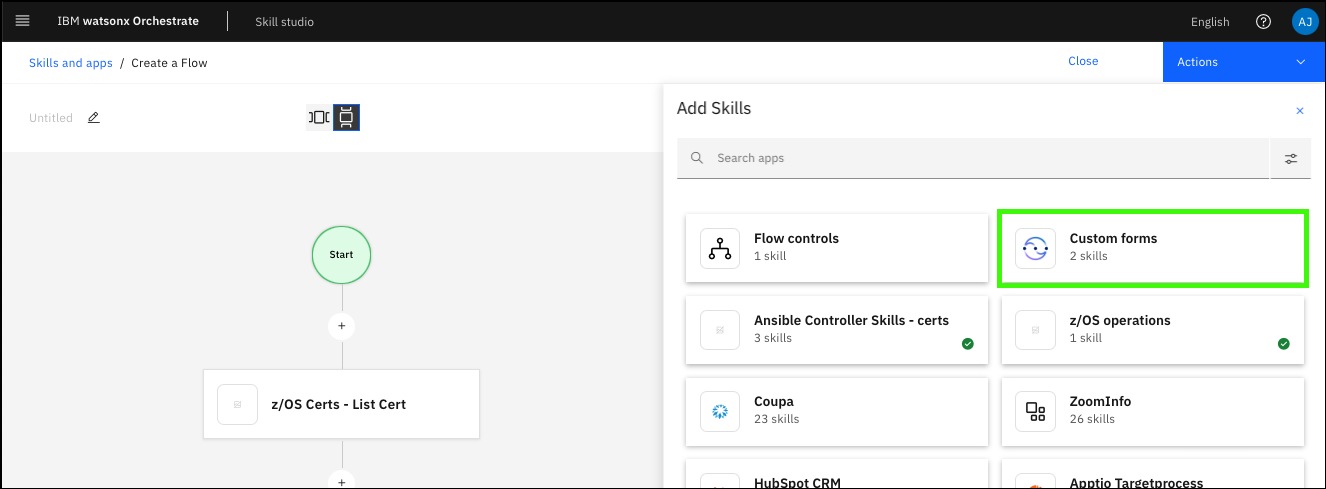 IBM watsonx Orchestrate
Skill studio
English
AJ
Skills and apps / Create a Flow
Close
Actions
Untitled
Add Skills
Search apps
Start
+
z/OS Certs - List Cert
+
Flow controls
1 skill
Custom forms
2 skills
Ansible Controller Skills - certs
3 skills
z/OS operations
1 skill
Coupa
23 skills
ZoomInfo
26 skills
HubSpot CRM
Apptio Targetprocess